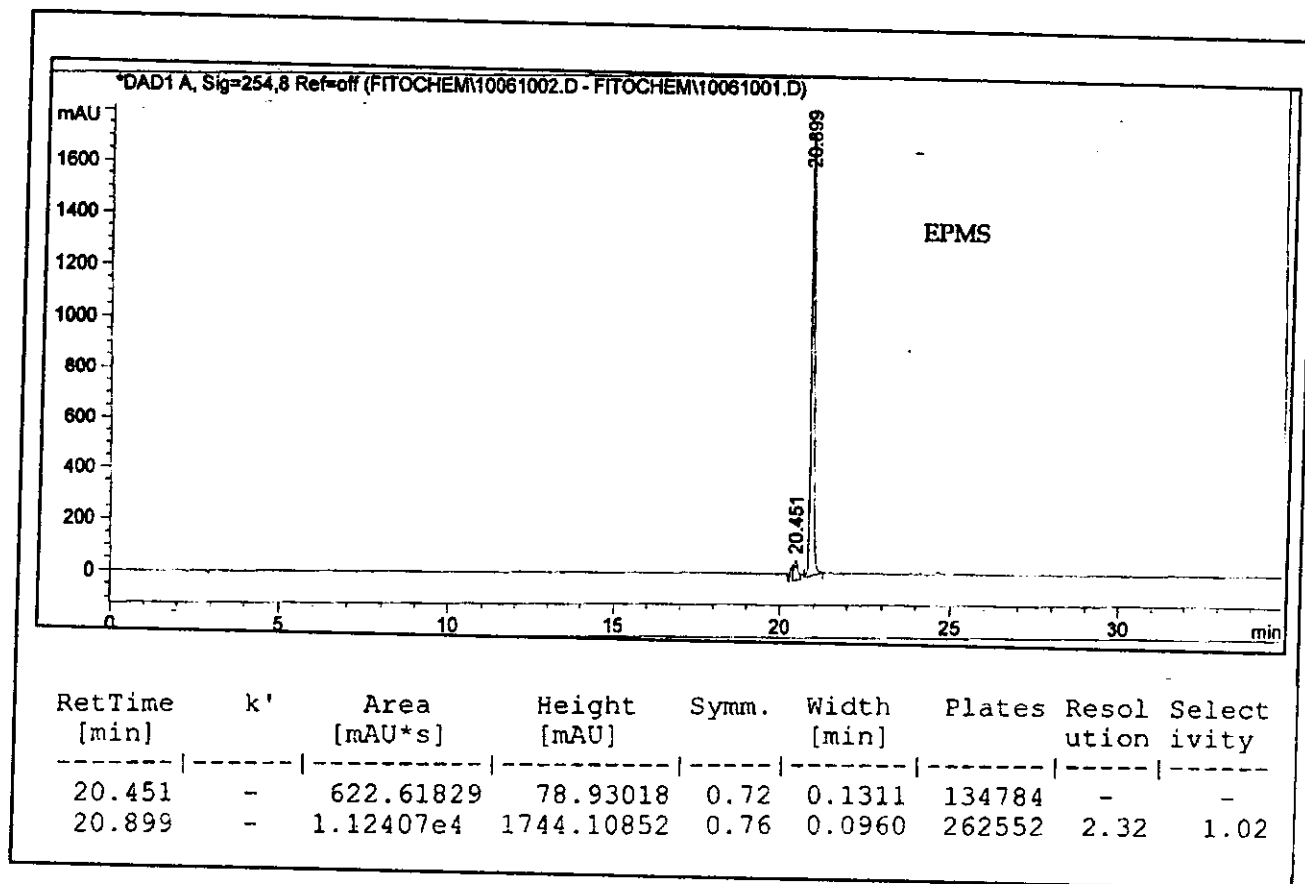 *DAD1 A, Sig=254,8 Ref=off (FITOCHEM\10061002.D - FITOCHEM\10061001.D)
mAU
1600
1400
1200
1000
800
600
400
200
0
20.451
20.899
EPMS
0 5 10 15 20 25 30 min
RetTime k' Area Height Symm. Width Plates Resol Select
[min] [mAU*s] [mAU] [min] ution ivity
-------|------|----------|----------|-----|-------|-------|-----|------
20.451 - 622.61829 78.93018 0.72 0.1311 134784 - -
20.899 - 1.12407e4 1744.10852 0.76 0.0960 262552 2.32 1.02